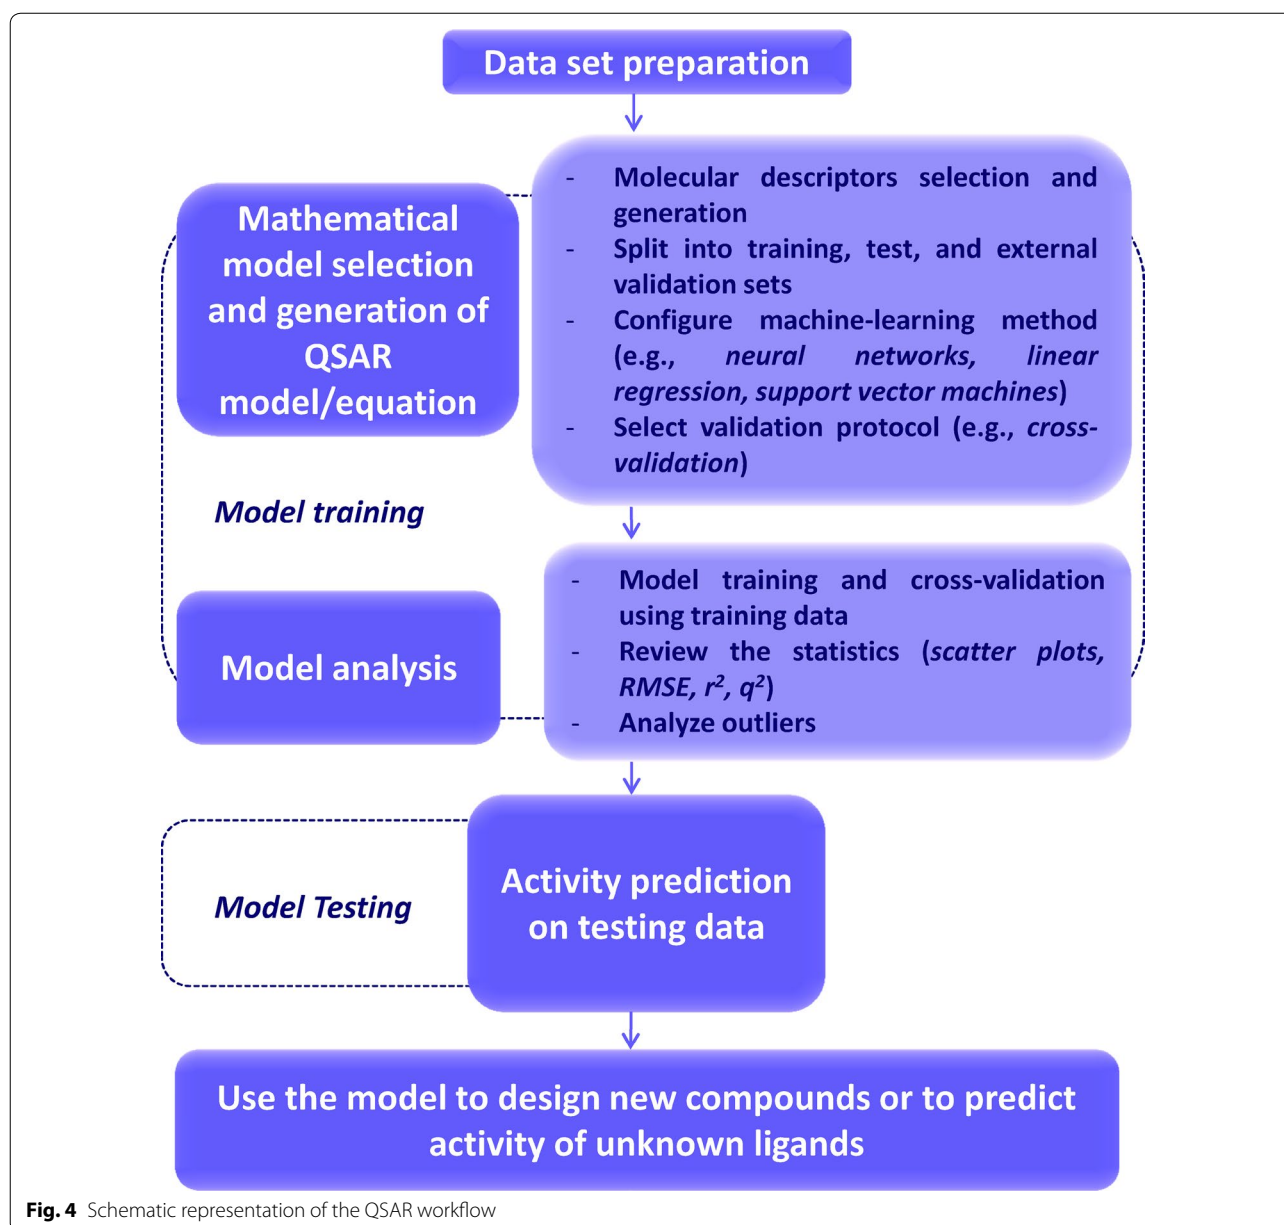 Data set preparation
Mathematical
model selection
and generation of
QSAR
model/equation
- Molecular descriptors selection and
generation
- Split into training, test, and external
validation sets
- Configure machine-learning method
(e.g., neural networks, linear
regression, support vector machines)
- Select validation protocol (e.g., cross-
validation)
Model training
Model analysis
- Model training and cross-validation
using training data
- Review the statistics (scatter plots,
RMSE, r², q²)
- Analyze outliers
Model Testing
Activity prediction
on testing data
Use the model to design new compounds or to predict
activity of unknown ligands
Fig. 4 Schematic representation of the QSAR workflow